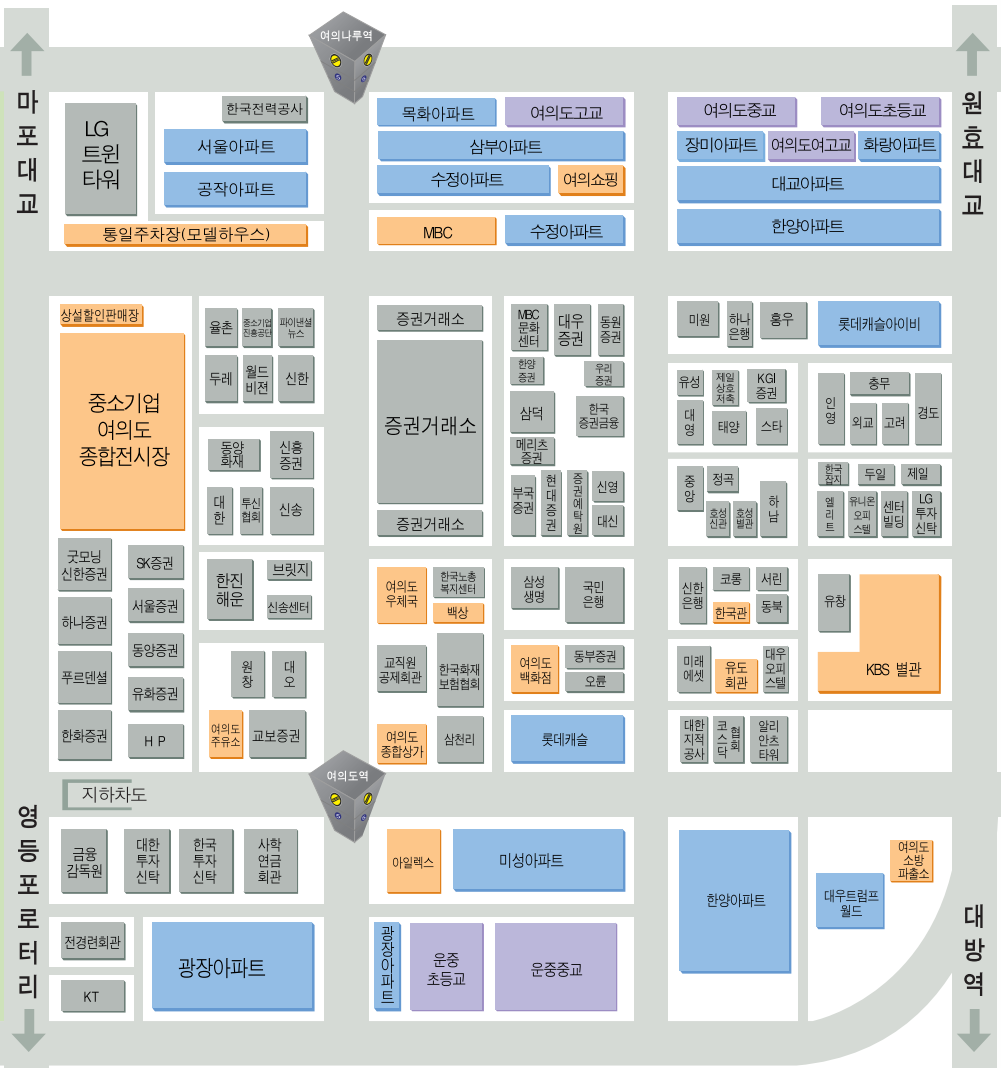 여의나루역
마포대교
원효대교
LG
트윈
타워
한국전력공사
서울아파트
공작아파트
통일주차장(모델하우스)
목화아파트
여의도고교
삼부아파트
수정아파트
여의쇼핑
MBC
수정아파트
여의도중교
여의도초등교
장미아파트
여의도여고교
화랑아파트
대교아파트
한양아파트
상설할인판매장
중소기업
여의도
종합전시장
율촌
중소기업
진흥공단
파이낸셜
뉴스
두레
월드
비젼
신한
동양
화재
신흥
증권
대한
투신
협회
신송
굿모닝
신한증권
SK증권
하나증권
서울증권
동양증권
푸르덴셜
유화증권
한화증권
H P
한진
해운
브릿지
신송센터
원창
대오
여의도
주유소
교보증권
증권거래소
증권거래소
증권거래소
MBC
문화
센터
대우
증권
동원
증권
한양
증권
우리
증권
삼덕
한국
증권금융
메리츠
증권
부국
증권
현대증권
증권예탁원
신영
대신
여의도
우체국
한국노총
복지센터
백상
교직원
공제회관
한국화재
보험협회
여의도
종합상가
삼천리
삼성
생명
국민
은행
여의도
백화점
동부증권
오륜
롯데캐슬
미원
하나
은행
홍우
롯데캐슬아이비
유성
제일
상호
저축
KGI
증권
대영
태양
스타
인영
충무
외교
고려
경도
중앙
정곡
호성
신관
호성
별관
하남
한국
잡지
두일
제일
엘리트
유니온
오피
스텔
센터
빌딩
LG
투자
신탁
신한
은행
코롱
서린
한국관
동북
유창
KBS 별관
미래
에셋
유도
회관
대우
오피
스텔
대한
지적
공사
코스닥
협회
알리
안츠
타워
여의도역
지하차도
영등포로터리
대방역
금융
감독원
대한
투자
신탁
한국
투자
신탁
사학
연금
회관
아일렉스
미성아파트
한양아파트
여의도
소방
파출소
대우트럼프
월드
전경련회관
KT
광장아파트
광장아파트
운중
초등교
운중중교